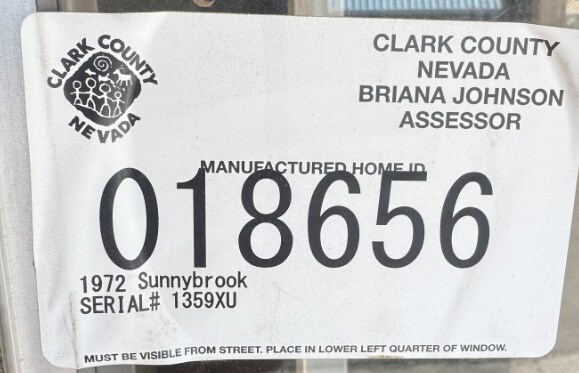 CLARK COUNTY
NEVADA
CLARK COUNTY
NEVADA
BRIANA JOHNSON
ASSESSOR
MANUFACTURED HOME ID
018656
1972 Sunnybrook
SERIAL# 1359XU
MUST BE VISIBLE FROM STREET. PLACE IN LOWER LEFT QUARTER OF WINDOW.